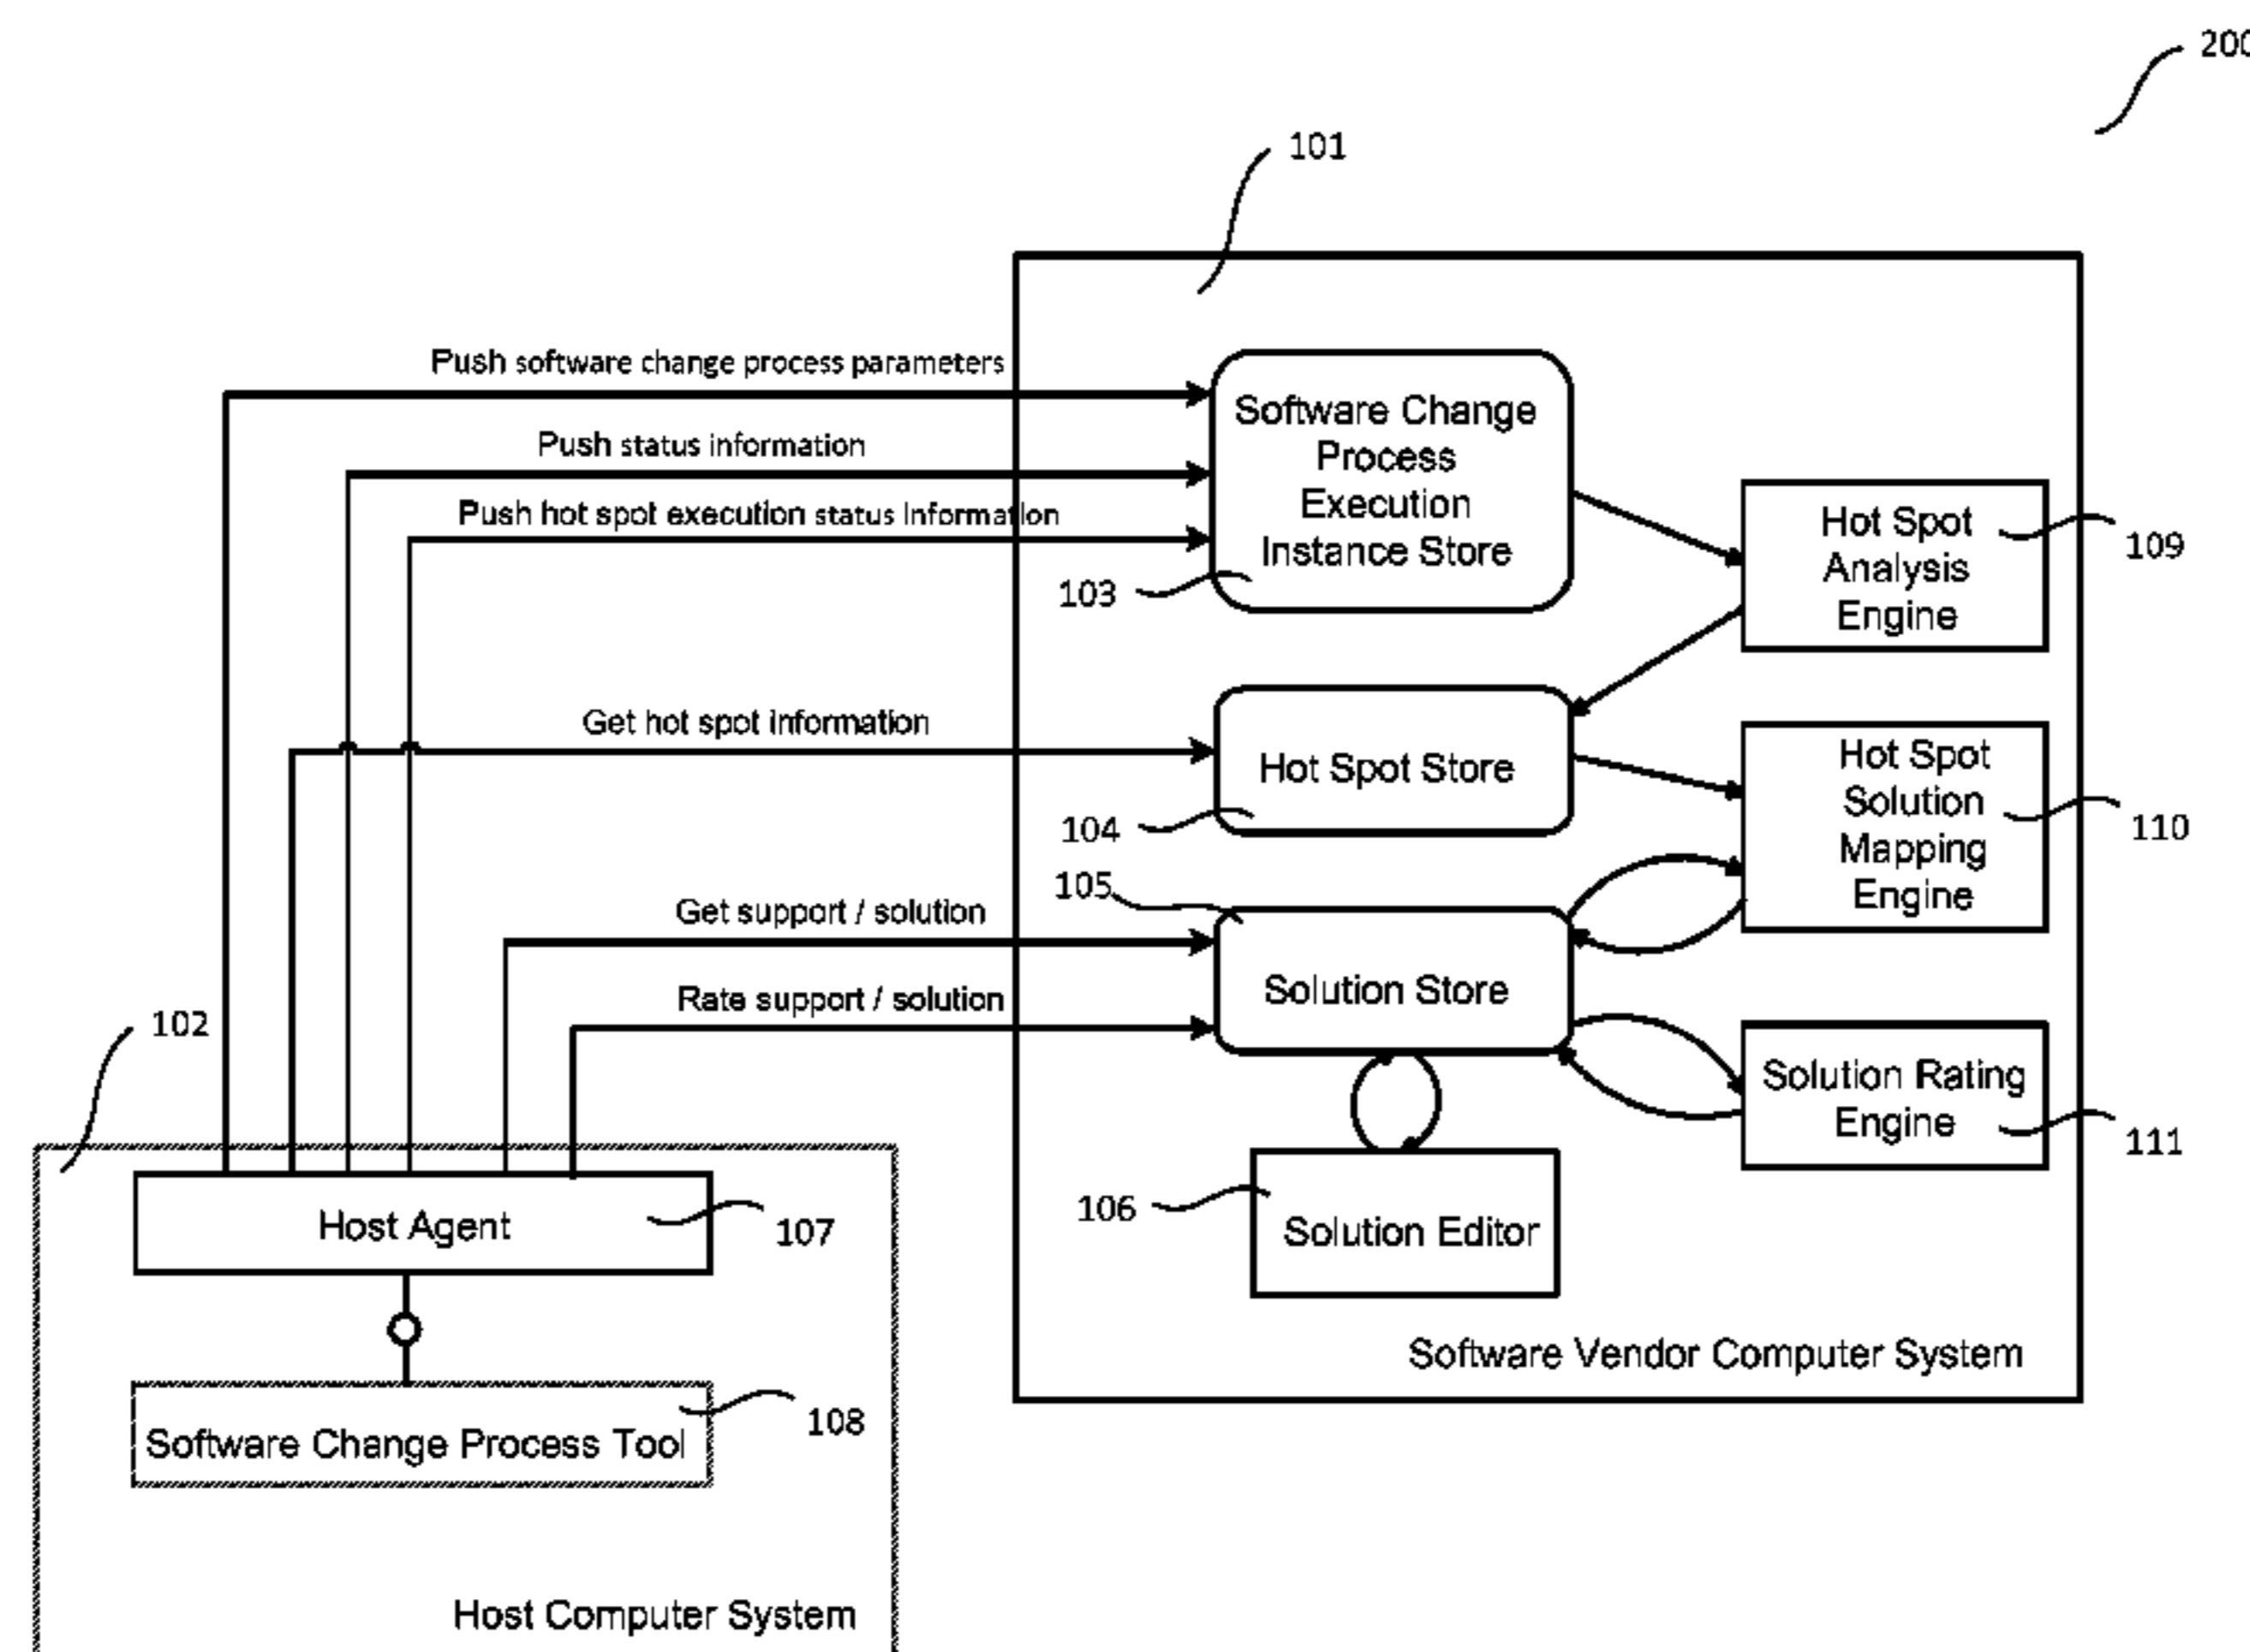 200
101
Push software change process parameters
Software Change
Process
Execution
Instance Store
Push status information
Push hot spot execution status Information
103
Hot Spot
Analysis
Engine
109
Get hot spot information
Hot Spot Store
104
Hot Spot
Solution
Mapping
Engine
110
105
Get support / solution
Solution Store
Rate support / solution
102
Solution Rating
Engine
111
106
Solution Editor
Host Agent
107
Software Vendor Computer System
Software Change Process Tool
108
Host Computer System